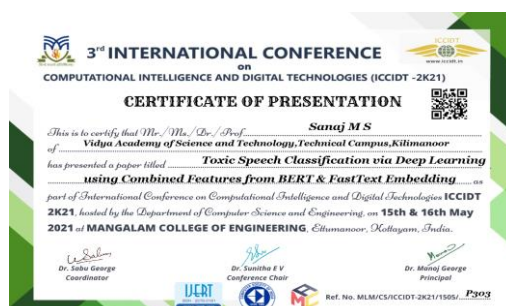 3rd INTERNATIONAL CONFERENCE
on
ICCIDT
www.iccidt.in
COMPUTATIONAL INTELLIGENCE AND DIGITAL TECHNOLOGIES (ICCIDT -2K21)
CERTIFICATE OF PRESENTATION
This is to certify that Mr./Ms./Dr./Prof. Sanaj M S
of Vidya Academy of Science and Technology,Technical Campus,Kilimanoor
has presented a paper titled Toxic Speech Classification via Deep Learning
using Combined Features from BERT & FastText Embedding as
part of International Conference on Computational Intelligence and Digital Technologies ICCIDT
2K21, hosted by the Department of Computer Science and Engineering, on 15th & 16th May
2021 at MANGALAM COLLEGE OF ENGINEERING, Ettumanoor, Kottayam, India.
Dr. Sabu George
Coordinator
Dr. Sunitha E V
Conference Chair
Dr. Manoj George
Principal
IJERT
Ref. No. MLM/CS/ICCIDT-2K21/1505/ P303